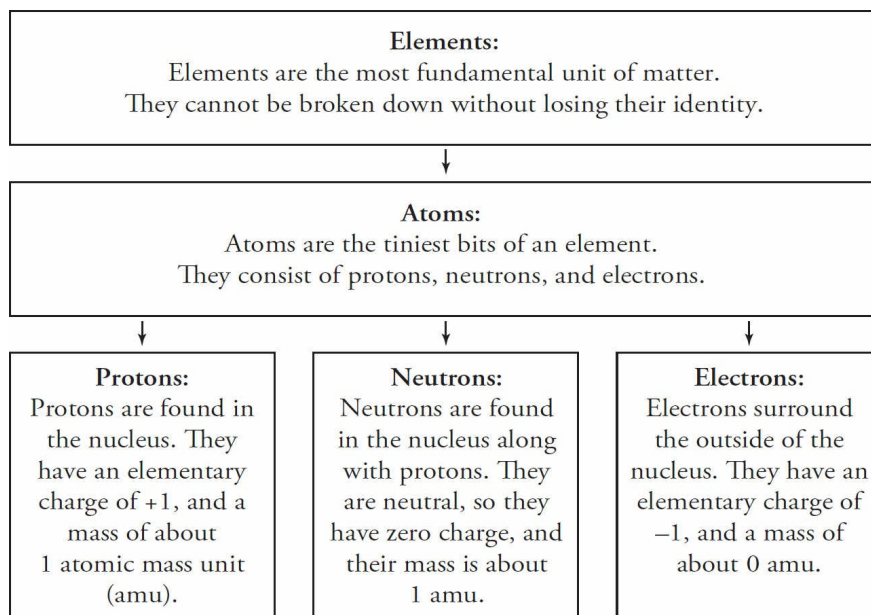 Elements:
Elements are the most fundamental unit of matter.
They cannot be broken down without losing their identity.
Atoms:
Atoms are the tiniest bits of an element.
They consist of protons, neutrons, and electrons.
Protons:
Protons are found in
the nucleus. They
have an elementary
charge of +1, and a
mass of about
1 atomic mass unit
(amu).
Neutrons:
Neutrons are found
in the nucleus along
with protons. They
are neutral, so they
have zero charge, and
their mass is about
1 amu.
Electrons:
Electrons surround
the outside of the
nucleus. They have an
elementary charge of
–1, and a mass of
about 0 amu.